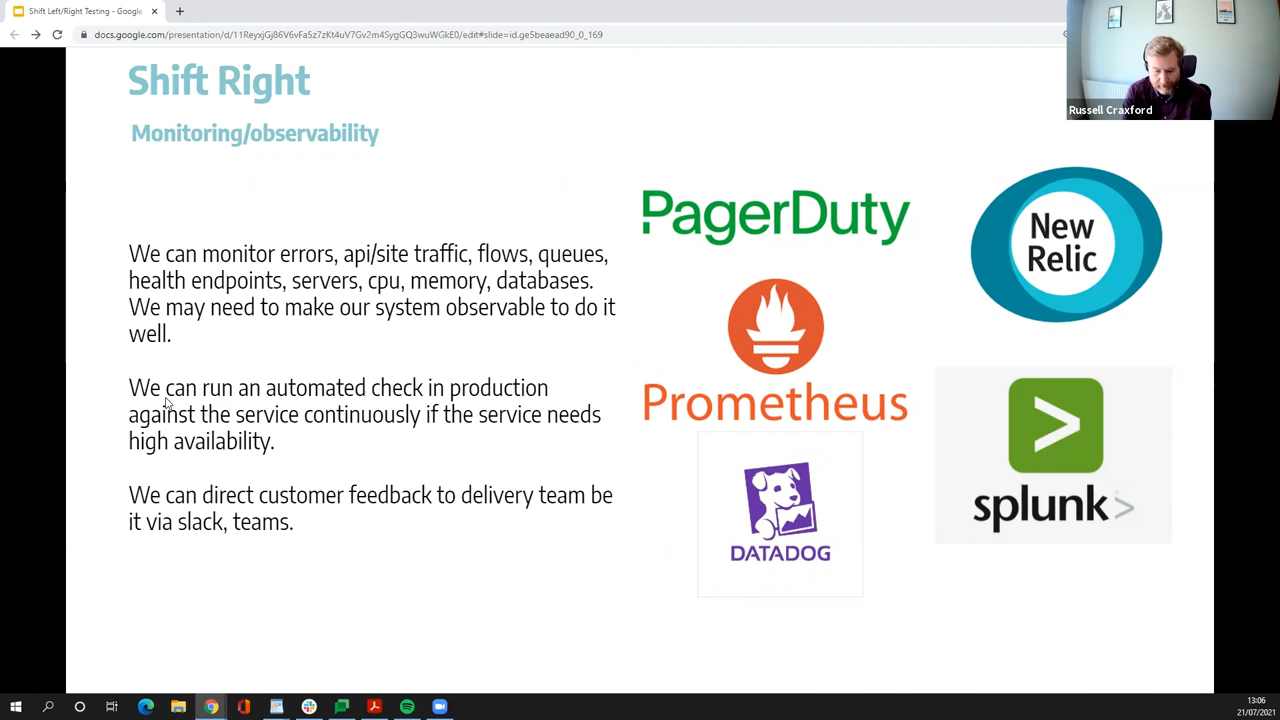 Shift Left/Right Testing - Google
docs.google.com/presentation/d/11ReyxjGj86V6vFa5z7zKt4uV7Gv2m4SygGQ3wuWGkE0/edit#slide=id.ge5beaead90_0_169
Russell Craxford
Shift Right
Monitoring/observability
We can monitor errors, api/site traffic, flows, queues,
health endpoints, servers, cpu, memory, databases.
We may need to make our system observable to do it
well.
We can run an automated check in production
against the service continuously if the service needs
high availability.
We can direct customer feedback to delivery team be
it via slack, teams.
PagerDuty
New
Relic
Prometheus
DATADOG
splunk>
13:06
21/07/2021